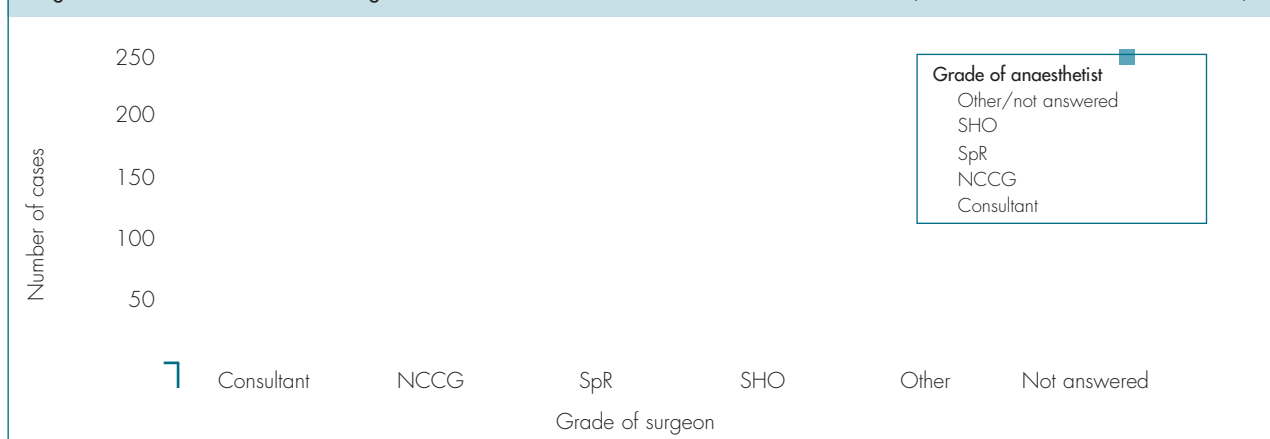 250
200
150
100
50
Number of cases
Grade of anaesthetist
Other/not answered
SHO
SpR
NCCG
Consultant
Consultant NCCG SpR SHO Other Not answered
Grade of surgeon